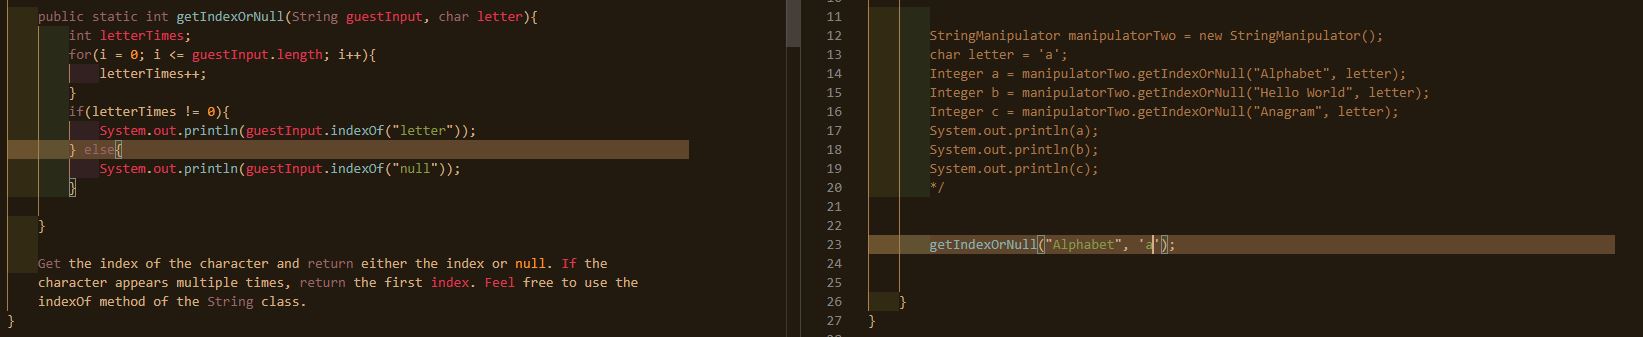 public static int getIndexOrNull(String guestInput, char letter){
int letterTimes;
for(i = 0; i <= guestInput.length; i++){
letterTimes++;
}
if(letterTimes != 0){
System.out.println(guestInput.indexOf("letter"));
} else{
System.out.println(guestInput.indexOf("null"));
}
}
Get the index of the character and return either the index or null. If the
character appears multiple times, return the first index. Feel free to use the
indexOf method of the String class.
}
11
12 StringManipulator manipulatorTwo = new StringManipulator();
13 char letter = 'a';
14 Integer a = manipulatorTwo.getIndexOrNull("Alphabet", letter);
15 Integer b = manipulatorTwo.getIndexOrNull("Hello World", letter);
16 Integer c = manipulatorTwo.getIndexOrNull("Anagram", letter);
17 System.out.println(a);
18 System.out.println(b);
19 System.out.println(c);
20 */
21
22
23 getIndexOrNull("Alphabet", 'a');
24
25
26 }
27 }